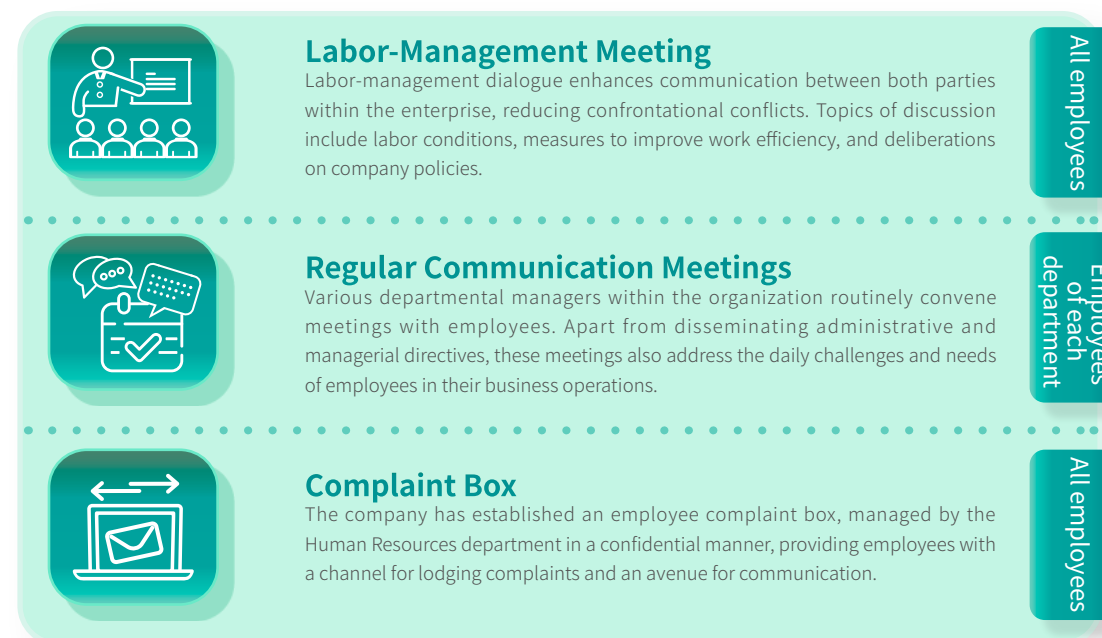 Labor-Management Meeting
Labor-management dialogue enhances communication between both parties
within the enterprise, reducing confrontational conflicts. Topics of discussion
include labor conditions, measures to improve work efficiency, and deliberations
on company policies.
All employees
Regular Communication Meetings
Various departmental managers within the organization routinely convene
meetings with employees. Apart from disseminating administrative and
managerial directives, these meetings also address the daily challenges and needs
of employees in their business operations.
Employees
of each
department
Complaint Box
The company has established an employee complaint box, managed by the
Human Resources department in a confidential manner, providing employees with
a channel for lodging complaints and an avenue for communication.
All employees